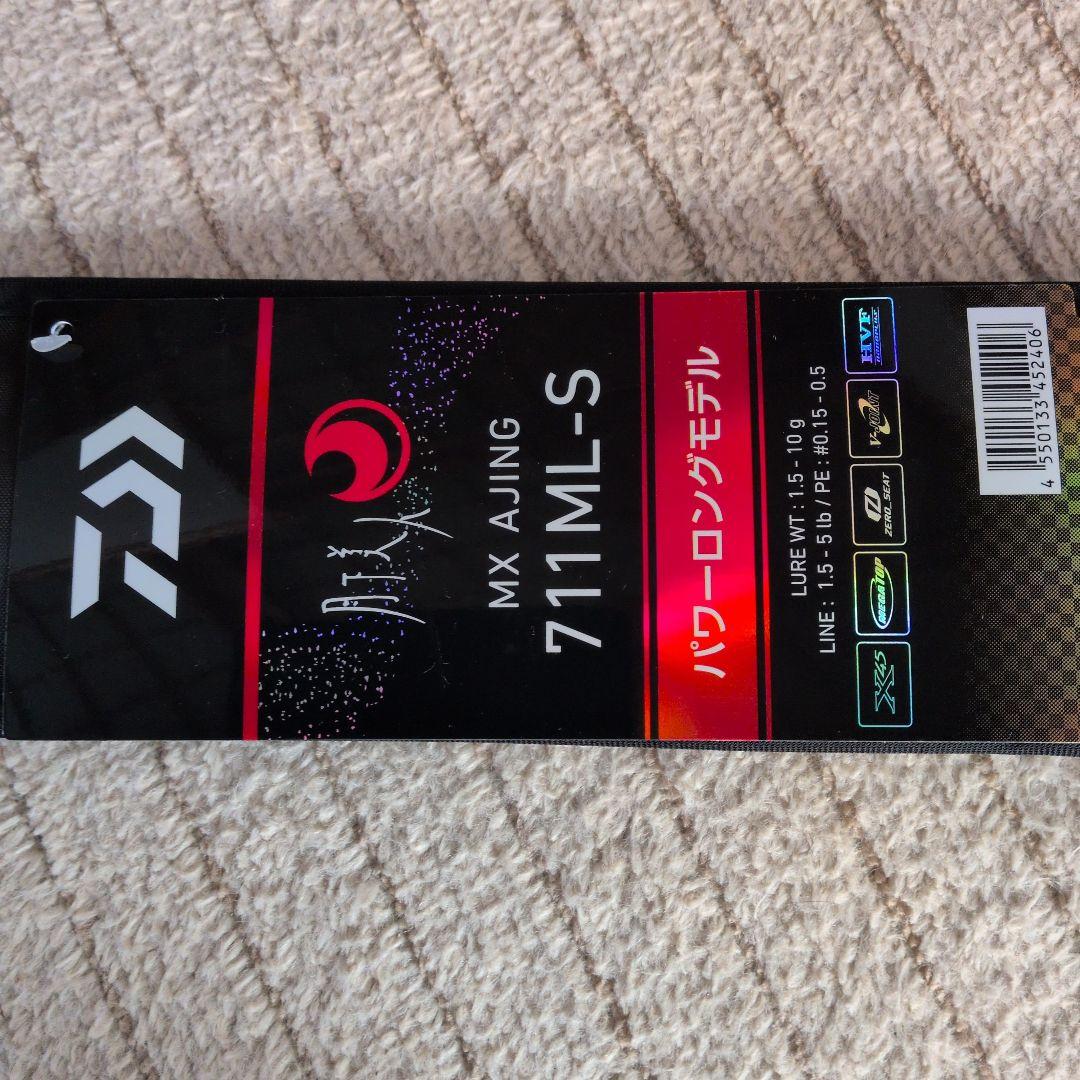 月下美人
MX AJING
711ML-S
パワーロングモデル
LURE WT : 1.5 - 10 g
LINE : 1.5 - 5 lb / PE : #0.15 - 0.5
X45
MEGATOP
ZERO_SEAT
V-JOINT
HVF
NANOPLUS
4 550133 452406